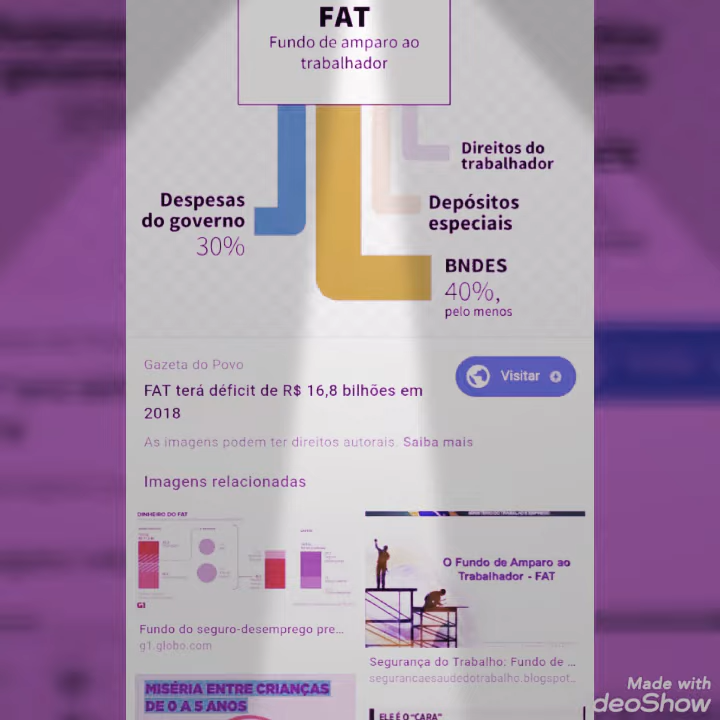 FAT
Fundo de amparo ao
trabalhador
Direitos do
trabalhador
Despesas
do governo
30%
Depósitos
especiais
BNDES
40%,
pelo menos
Gazeta do Povo
Visitar
FAT terá déficit de R$ 16,8 bilhões em
2018
As imagens podem ter direitos autorais. Saiba mais
Imagens relacionadas
DINHEIRO DO FAT
G1
O Fundo de Amparo ao
Trabalhador - FAT
Fundo do seguro-desemprego pre...
g1.globo.com
Segurança do Trabalho: Fundo de ...
segurancaesaudedotrabalho.blogspot...
MISÉRIA ENTRE CRIANÇAS
DE 0 A 5 ANOS
ELE É O "CARA"
Made with
deoShow